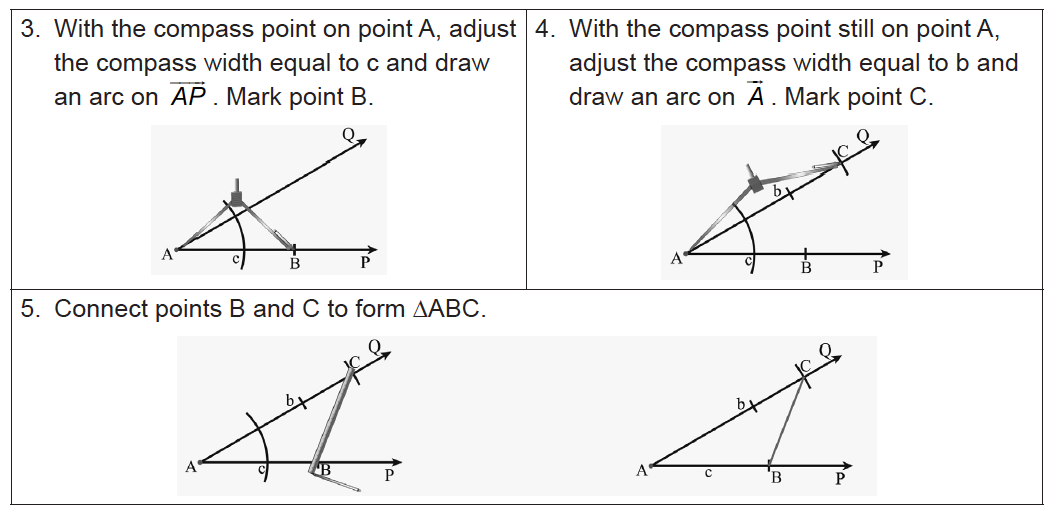 3. With the compass point on point A, adjust
the compass width equal to c and draw
an arc on AP . Mark point B.
Q
A
c
B
P
4. With the compass point still on point A,
adjust the compass width equal to b and
draw an arc on A . Mark point C.
Q
C
b
A
c
B
P
5. Connect points B and C to form ΔABC.
Q
C
b
A
c
B
P
Q
C
b
A
c
B
P